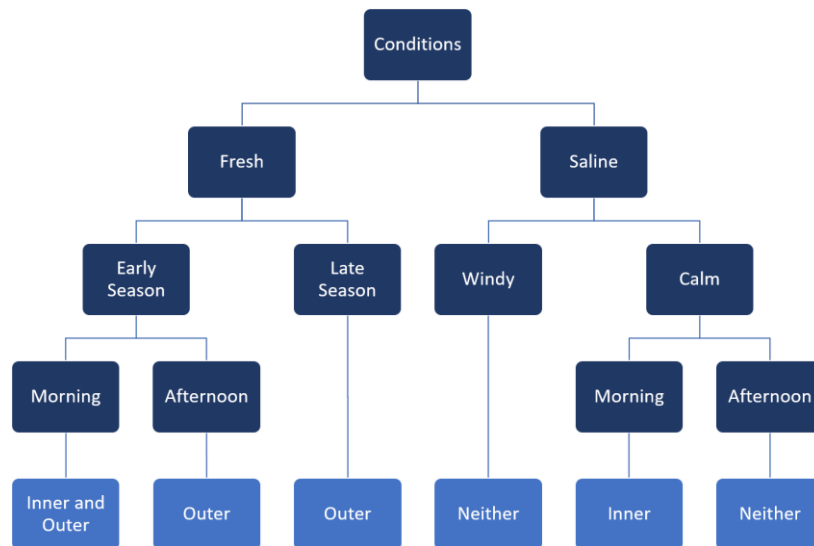 Conditions
Fresh
Saline
Early
Season
Late
Season
Windy
Calm
Morning
Afternoon
Morning
Afternoon
Inner and
Outer
Outer
Outer
Neither
Inner
Neither